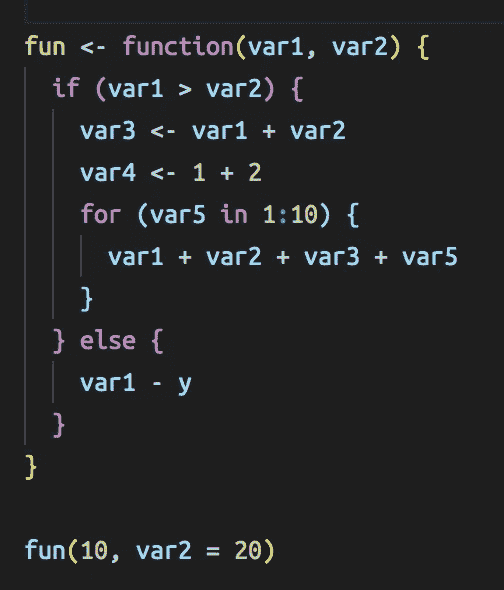 fun <- function(var1, var2) {
  if (var1 > var2) {
    var3 <- var1 + var2
    var4 <- 1 + 2
    for (var5 in 1:10) {
      var1 + var2 + var3 + var5
    }
  } else {
    var1 - y
  }
}
fun(10, var2 = 20)